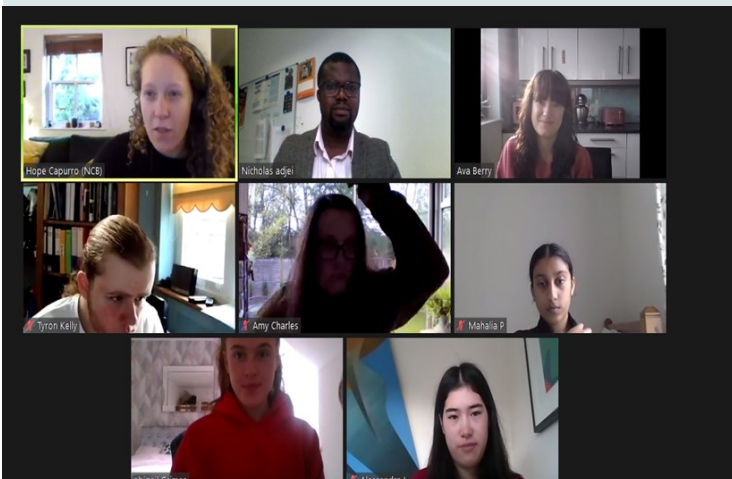 Hope Capurro (NCB)
Nicholas adjei
Ava Berry
Tyron Kelly
Amy Charles
Mahalia P